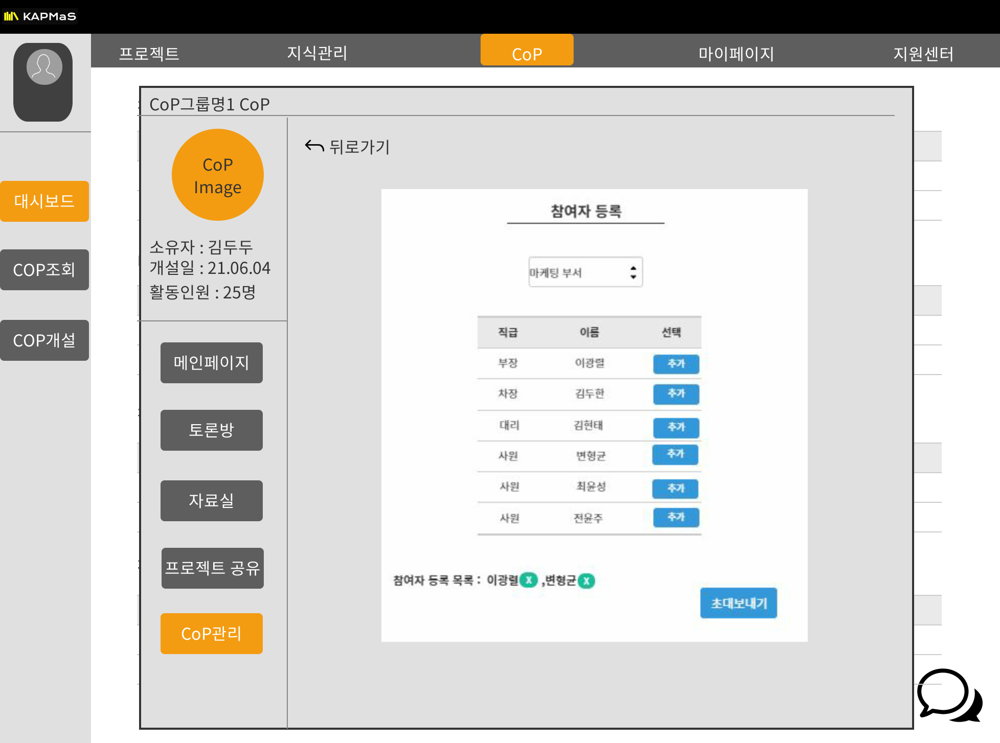 KAPMaS
프로젝트
지식관리
CoP
마이페이지
지원센터
대시보드
COP조회
COP개설
CoP그룹명1 CoP
CoP
Image
소유자 : 김두두
개설일 : 21.06.04
활동인원 : 25명
메인페이지
토론방
자료실
프로젝트 공유
CoP관리
뒤로가기
참여자 등록
마케팅 부서
직급 이름 선택
부장 이광렬 추가
차장 김두한 추가
대리 김현태 추가
사원 변형균 추가
사원 최윤성 추가
사원 전윤주 추가
참여자 등록 목록 : 이광렬 X ,변형균 X
초대보내기